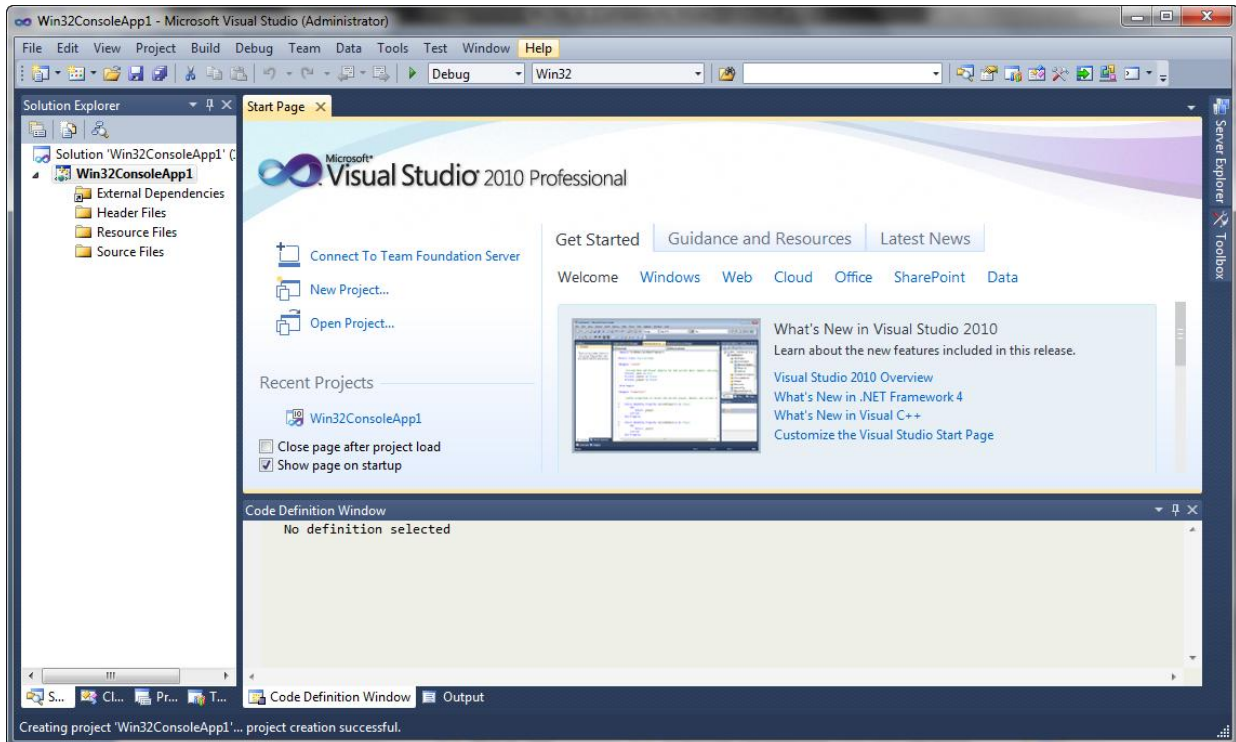 Win32ConsoleApp1 - Microsoft Visual Studio (Administrator)
File Edit View Project Build Debug Team Data Tools Test Window Help
Debug Win32
Solution Explorer
Start Page
Solution 'Win32ConsoleApp1' (
Win32ConsoleApp1
External Dependencies
Header Files
Resource Files
Source Files
Microsoft
Visual Studio 2010 Professional
Connect To Team Foundation Server
New Project...
Open Project...
Recent Projects
Win32ConsoleApp1
Close page after project load
Show page on startup
Get Started Guidance and Resources Latest News
Welcome Windows Web Cloud Office SharePoint Data
What's New in Visual Studio 2010
Learn about the new features included in this release.
Visual Studio 2010 Overview
What's New in .NET Framework 4
What's New in Visual C++
Customize the Visual Studio Start Page
Server Explorer
Toolbox
Code Definition Window
No definition selected
S... Cl... Pr... T...
Code Definition Window Output
Creating project 'Win32ConsoleApp1'... project creation successful.